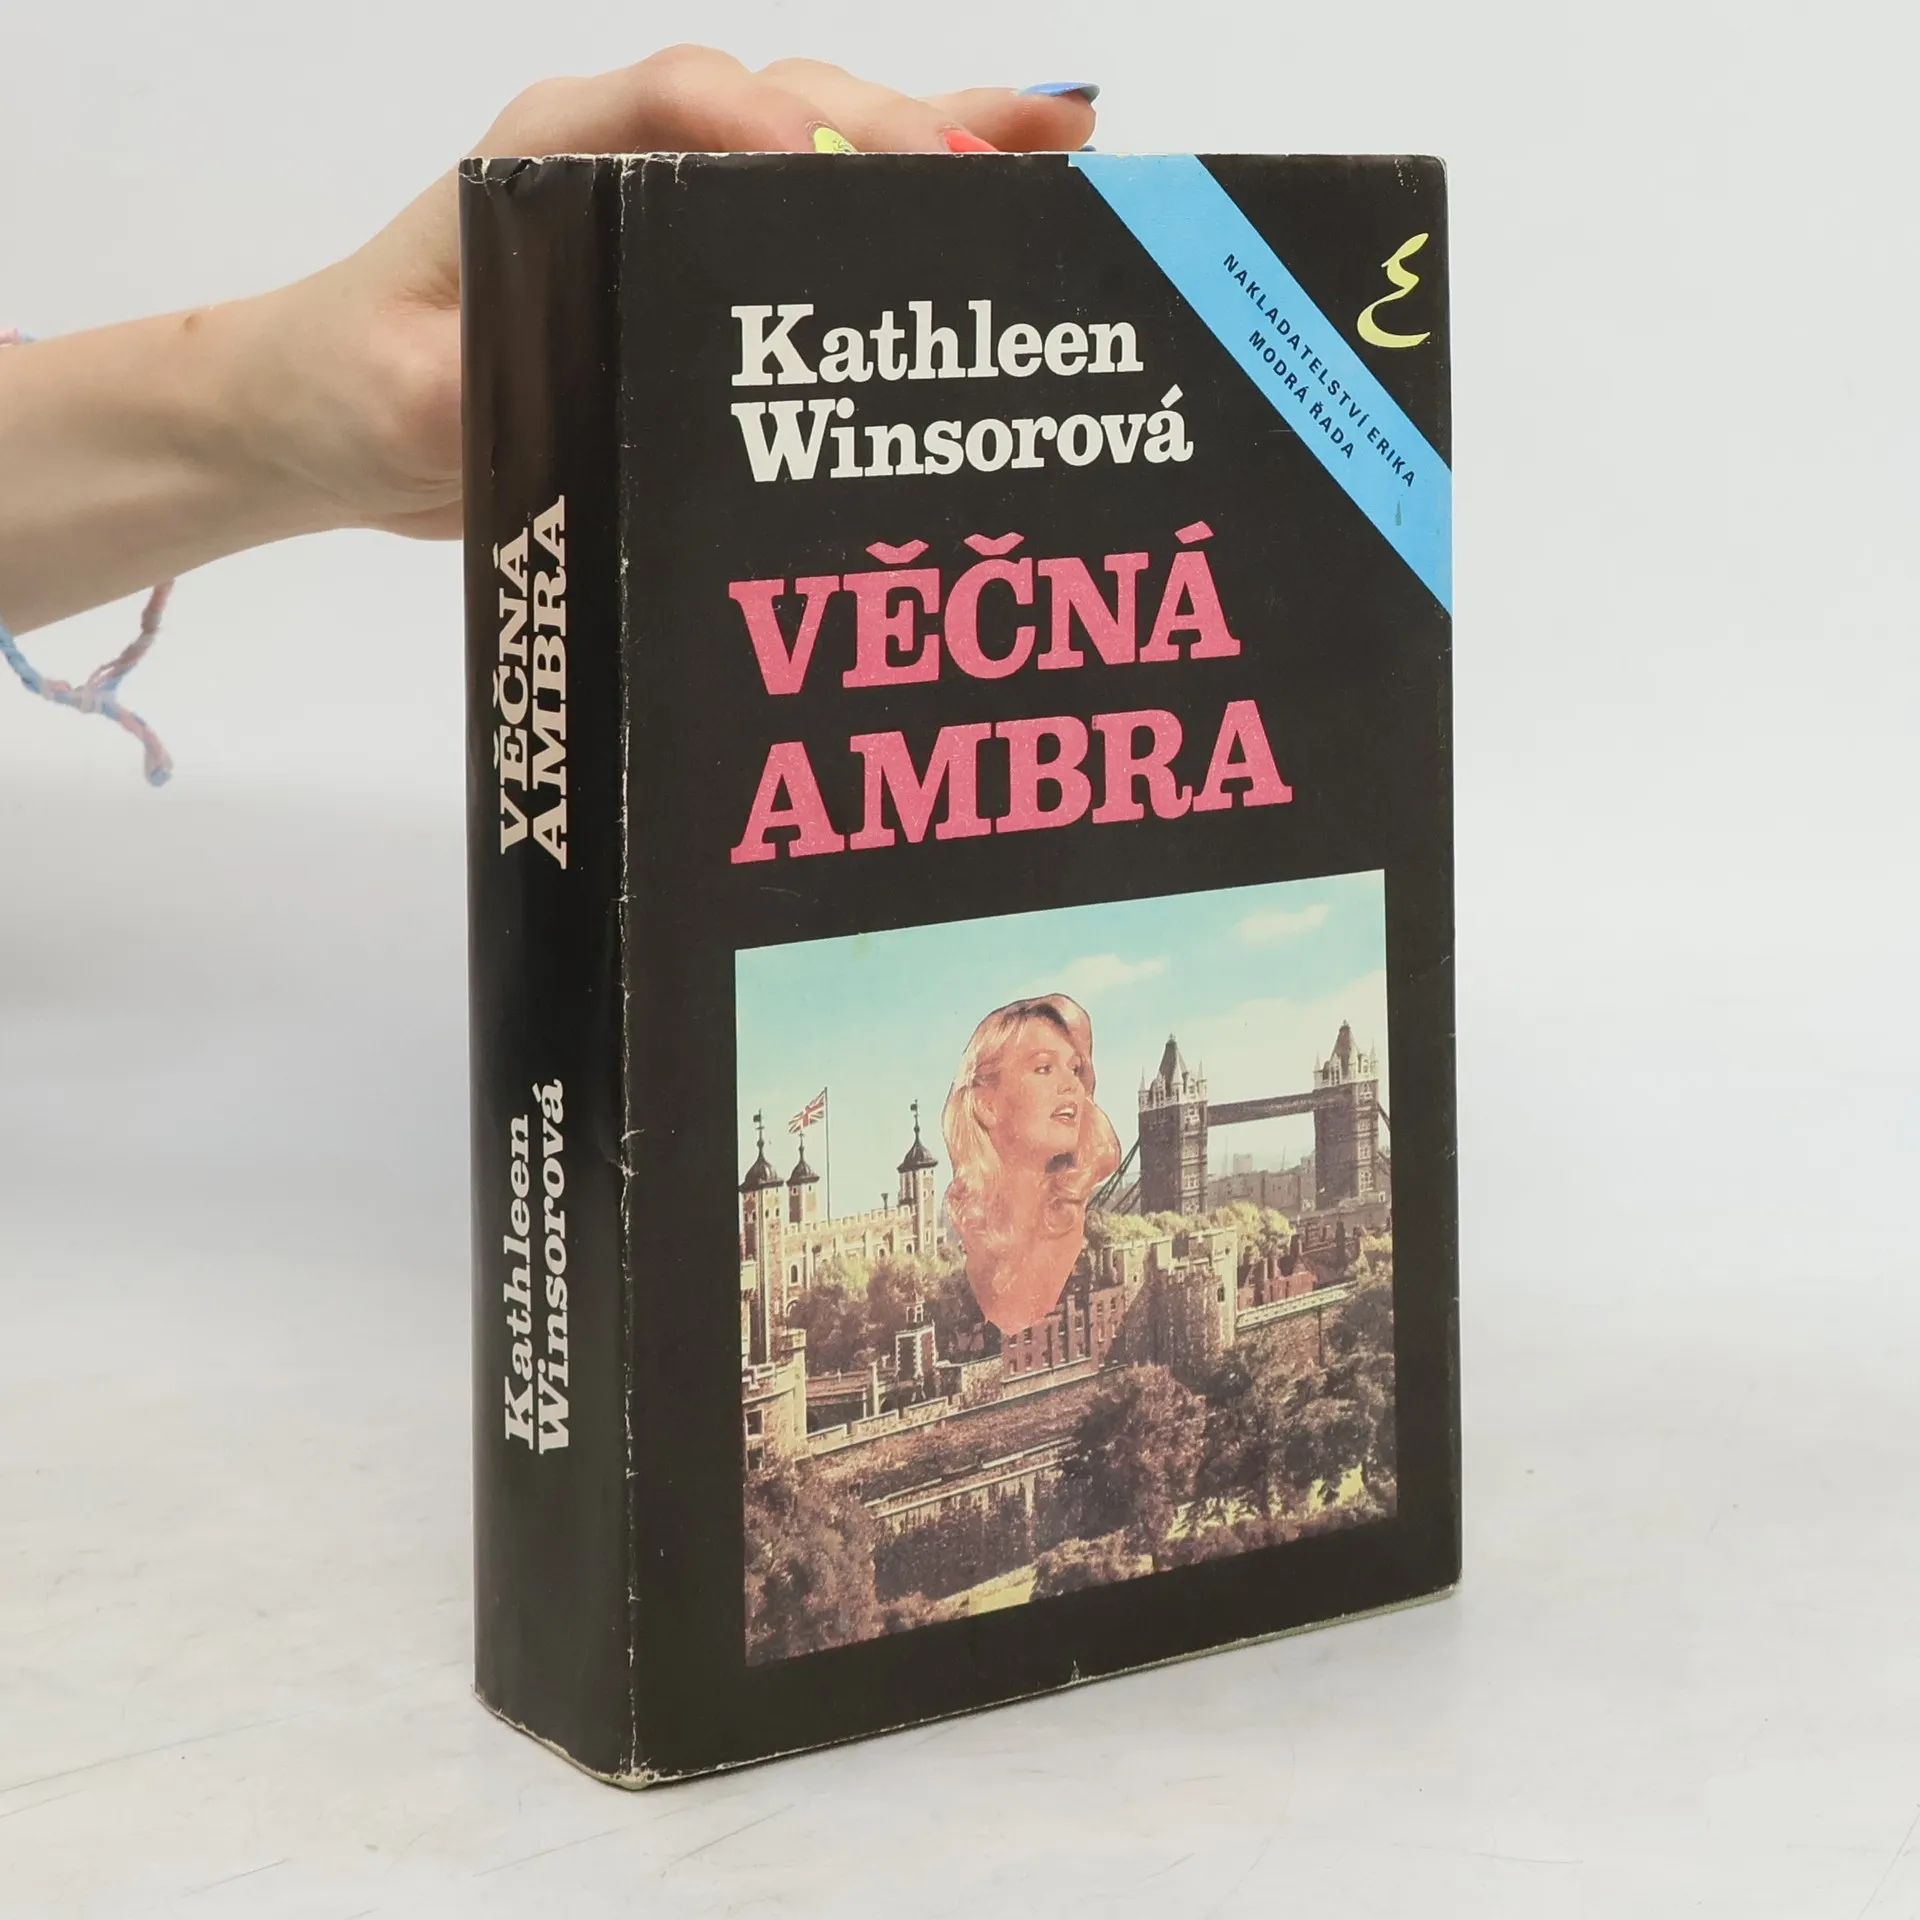 Kathleen
Winsorová
VĚČNÁ
AMBRA
NAKLADATELSTVÍ ERIKA
MODRÁ ŘADA
VĚČNÁ
AMBRA
Kathleen
Winsorová